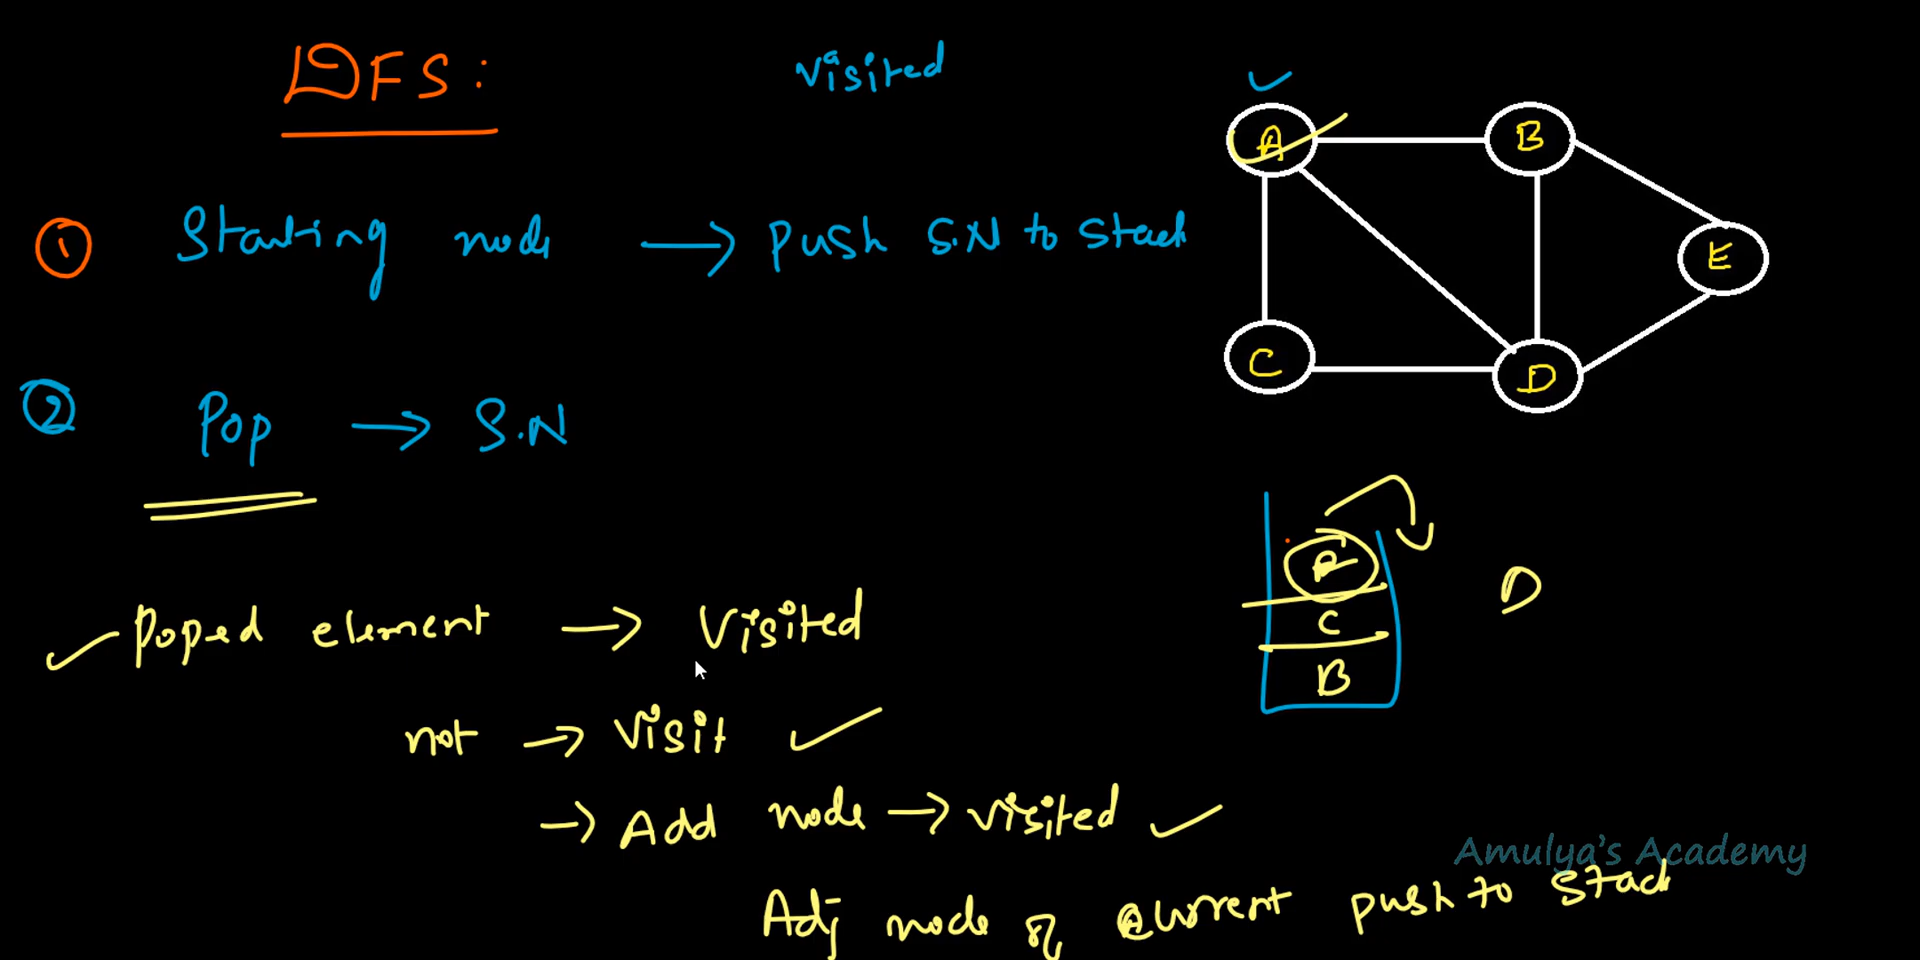 DFS:
visited
① Starting node → push S.N to stack
② Pop → S.N
Poped element → Visited
not → Visit
→ Add node → visited
Adj node of current push to stack
A
B
E
C
D
C
B
D
Amulya's Academy